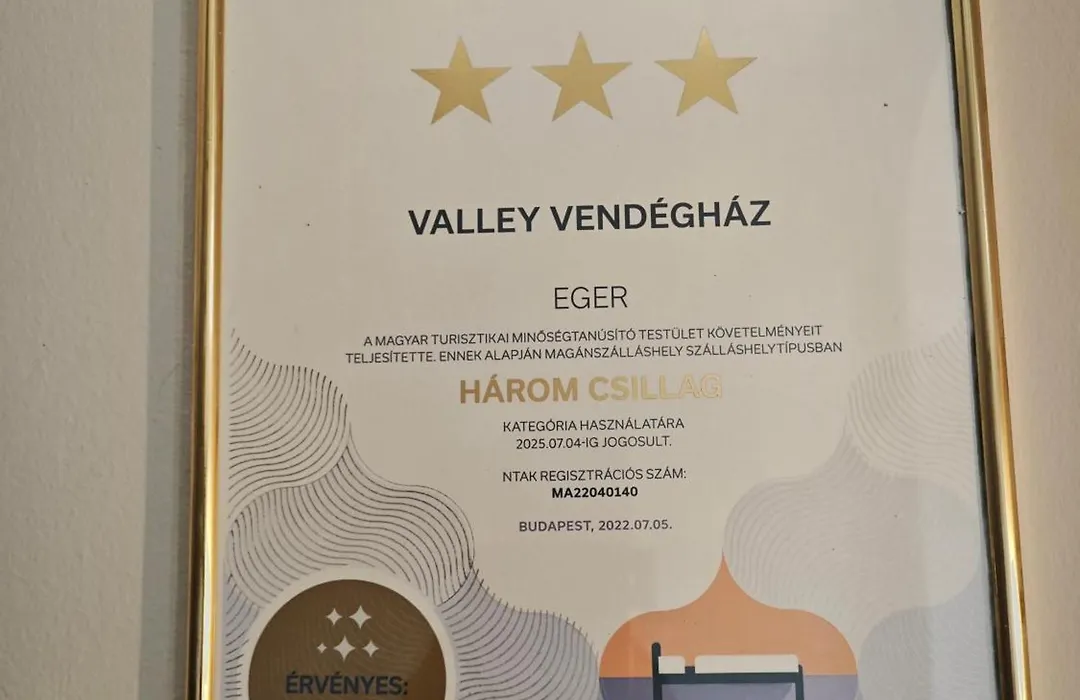 VALLEY VENDÉGHÁZ
EGER
A MAGYAR TURISZTIKAI MINŐSÉGTANÚSÍTÓ TESTÜLET KÖVETELMÉNYEIT
TELJESÍTETTE. ENNEK ALAPJÁN MAGÁNSZÁLLÁSHELY SZÁLLÁSHELYTÍPUSBAN
HÁROM CSILLAG
KATEGÓRIA HASZNÁLATÁRA
2025.07.04-IG JOGOSULT.
NTAK REGISZTRÁCIÓS SZÁM:
MA22040140
BUDAPEST, 2022.07.05.
ÉRVÉNYES: